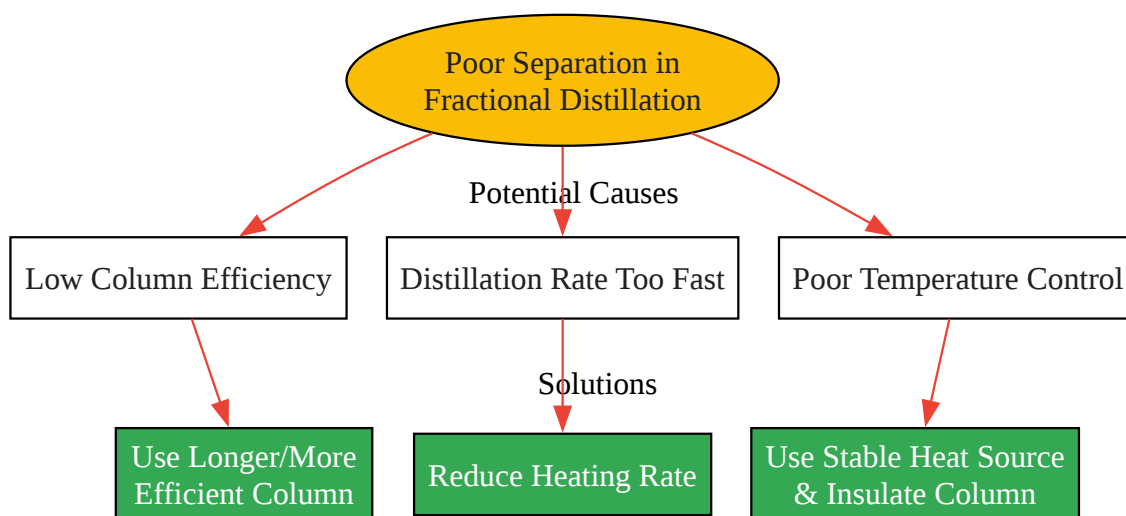 Poor Separation in
Fractional Distillation
Potential Causes
Low Column Efficiency
Distillation Rate Too Fast
Poor Temperature Control
Solutions
Use Longer/More
Efficient Column
Reduce Heating Rate
Use Stable Heat Source
& Insulate Column